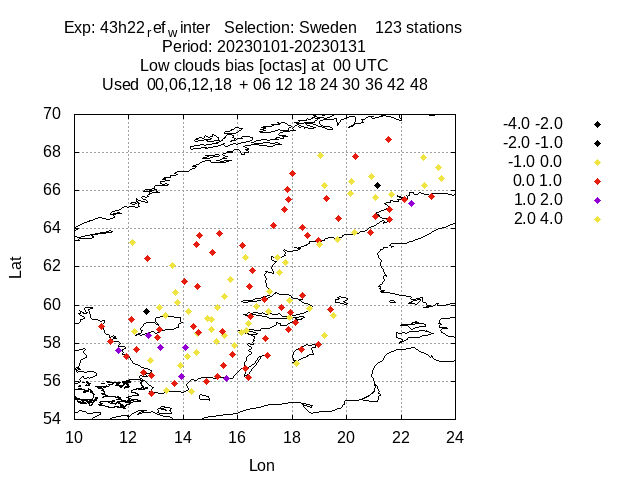 Exp: 43h22refwinter Selection: Sweden 123 stations
Period: 20230101-20230131
Low clouds bias [octas] at 00 UTC
Used 00,06,12,18 + 06 12 18 24 30 36 42 48
70
68
66
64
62
60
58
56
54
10 12 14 16 18 20 22 24
Lat
Lon
-4.0 -2.0
-2.0 -1.0
-1.0 0.0
0.0 1.0
1.0 2.0
2.0 4.0